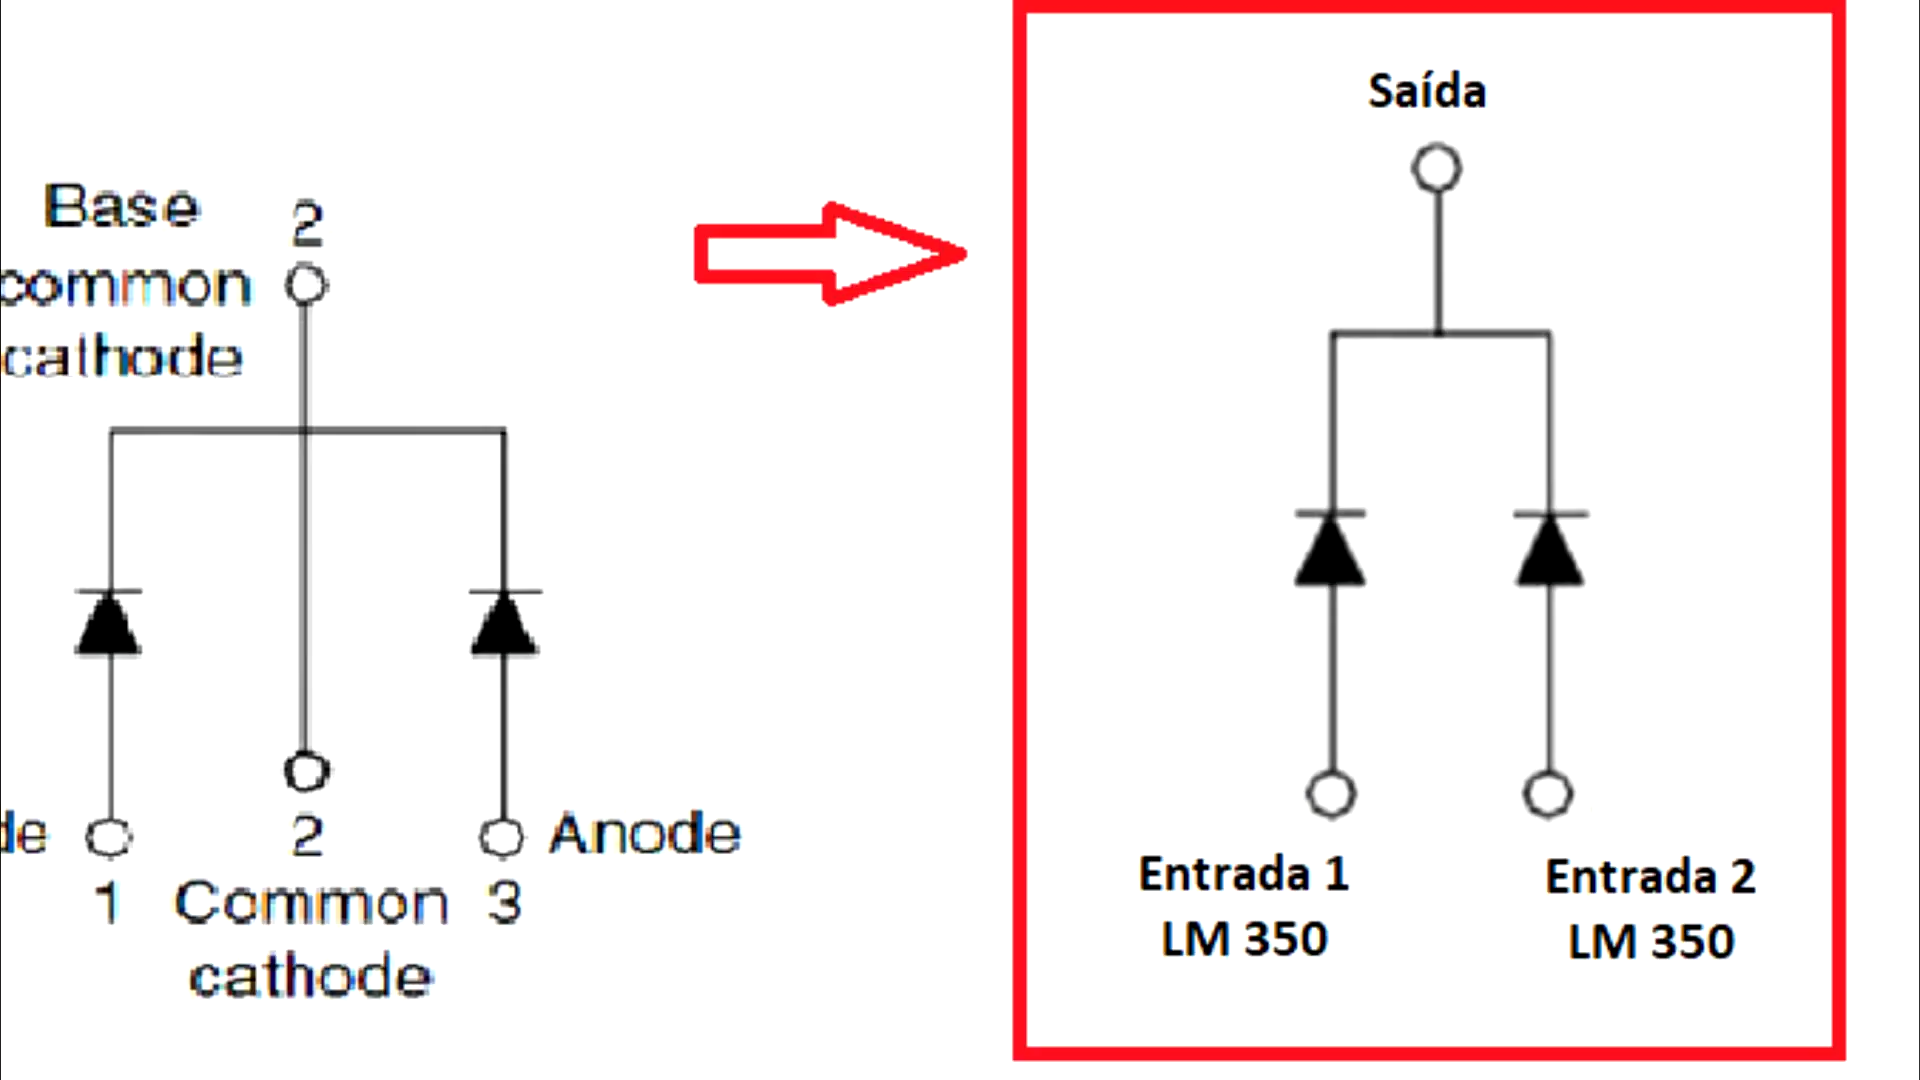 Base
2
common
cathode
de
1
2
Common
cathode
3
Anode
Saída
Entrada 1
LM 350
Entrada 2
LM 350